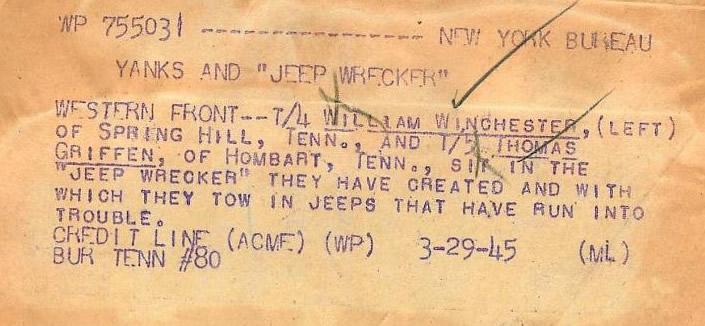 WP 755031 ----------------- NEW YORK BUREAU
YANKS AND "JEEP WRECKER"
WESTERN FRONT--T/4 WILLIAM WINCHESTER, (LEFT)
OF SPRING HILL, TENN., AND T/5 THOMAS
GRIFFEN, OF HOMBART, TENN., SIT IN THE
"JEEP WRECKER" THEY HAVE CREATED AND WITH
WHICH THEY TOW IN JEEPS THAT HAVE RUN INTO
TROUBLE.
CREDIT LINE (ACME) (WP) 3-29-45 (ML)
BUR TENN #80